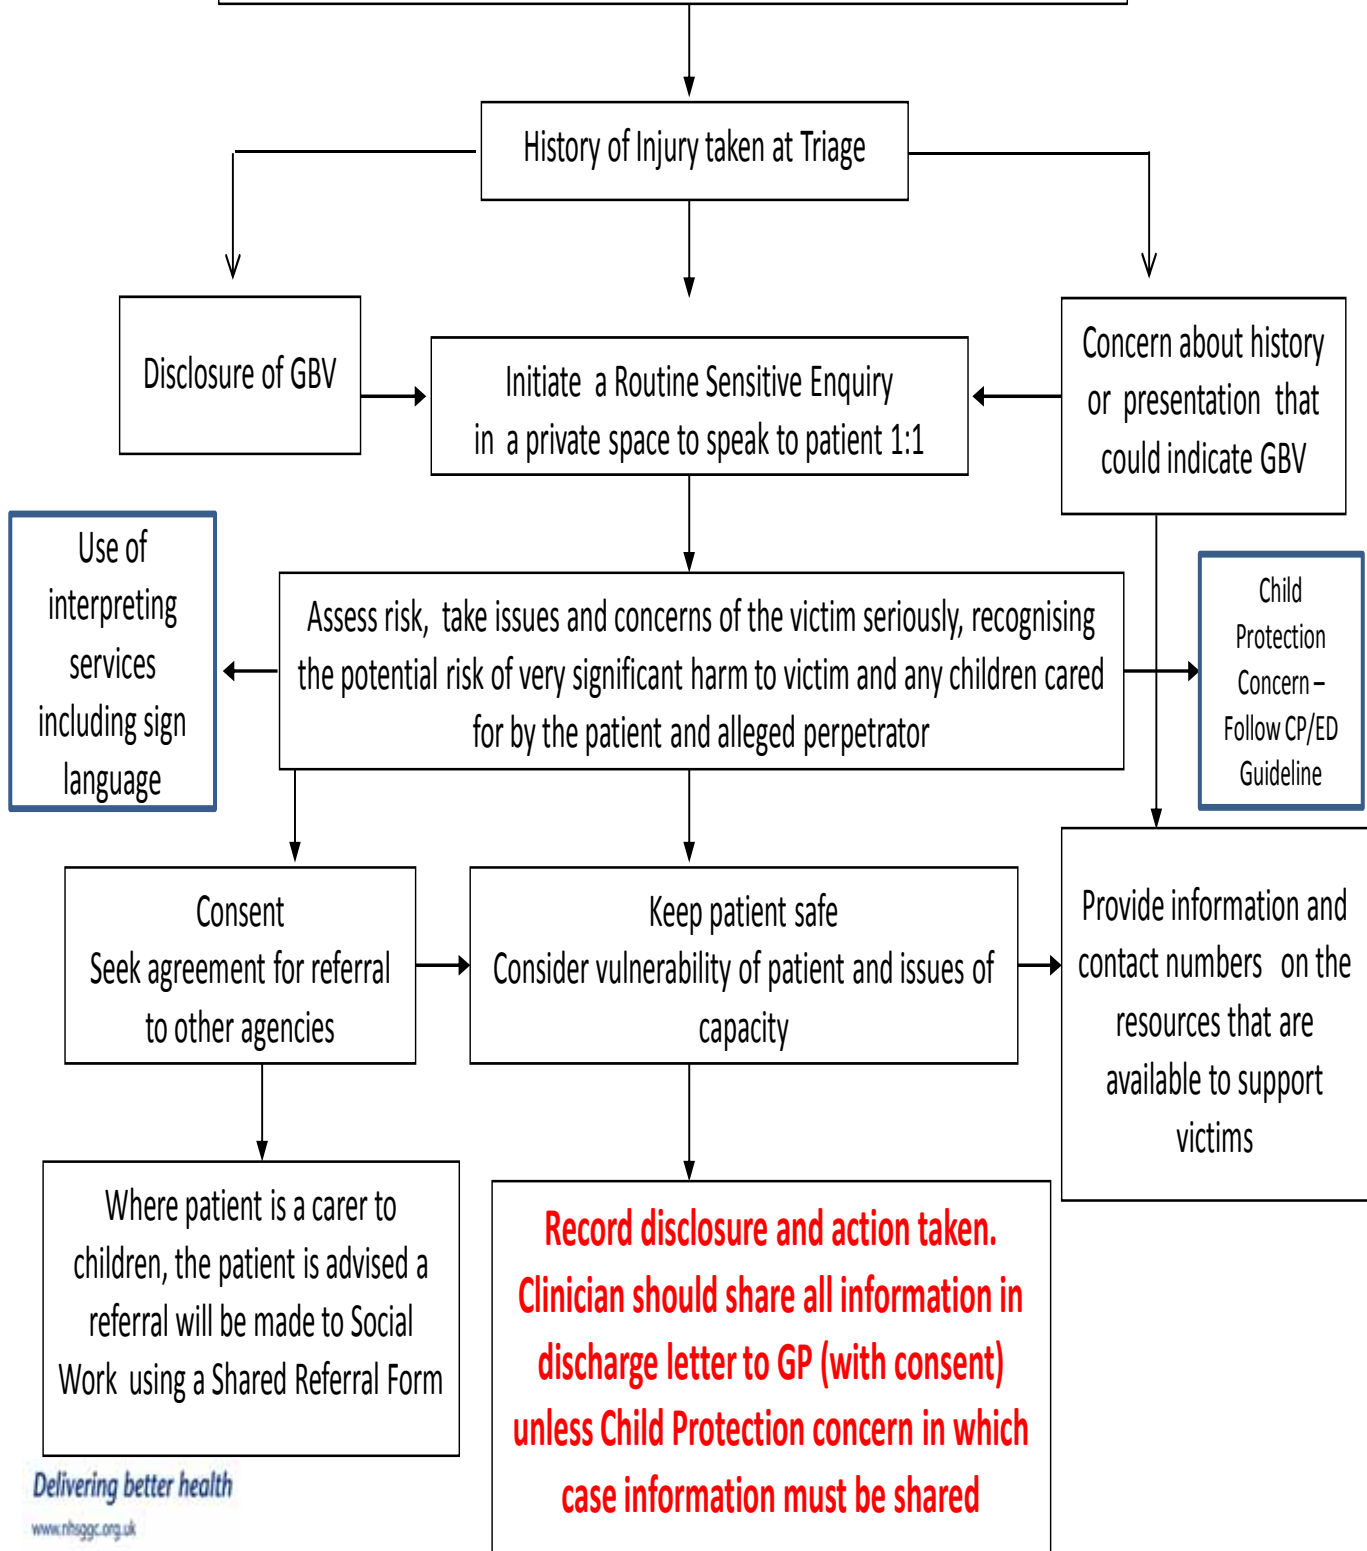 History of Injury taken at Triage
Disclosure of GBV
Initiate a Routine Sensitive Enquiry
in a private space to speak to patient 1:1
Concern about history
or presentation that
could indicate GBV
Use of
interpreting
services
including sign
language
Assess risk, take issues and concerns of the victim seriously, recognising
the potential risk of very significant harm to victim and any children cared
for by the patient and alleged perpetrator
Child
Protection
Concern –
Follow CP/ED
Guideline
Consent
Seek agreement for referral
to other agencies
Keep patient safe
Consider vulnerability of patient and issues of
capacity
Provide information and
contact numbers on the
resources that are
available to support
victims
Where patient is a carer to
children, the patient is advised a
referral will be made to Social
Work using a Shared Referral Form
Record disclosure and action taken.
Clinician should share all information in
discharge letter to GP (with consent)
unless Child Protection concern in which
case information must be shared
Delivering better health
www.nhsggc.org.uk